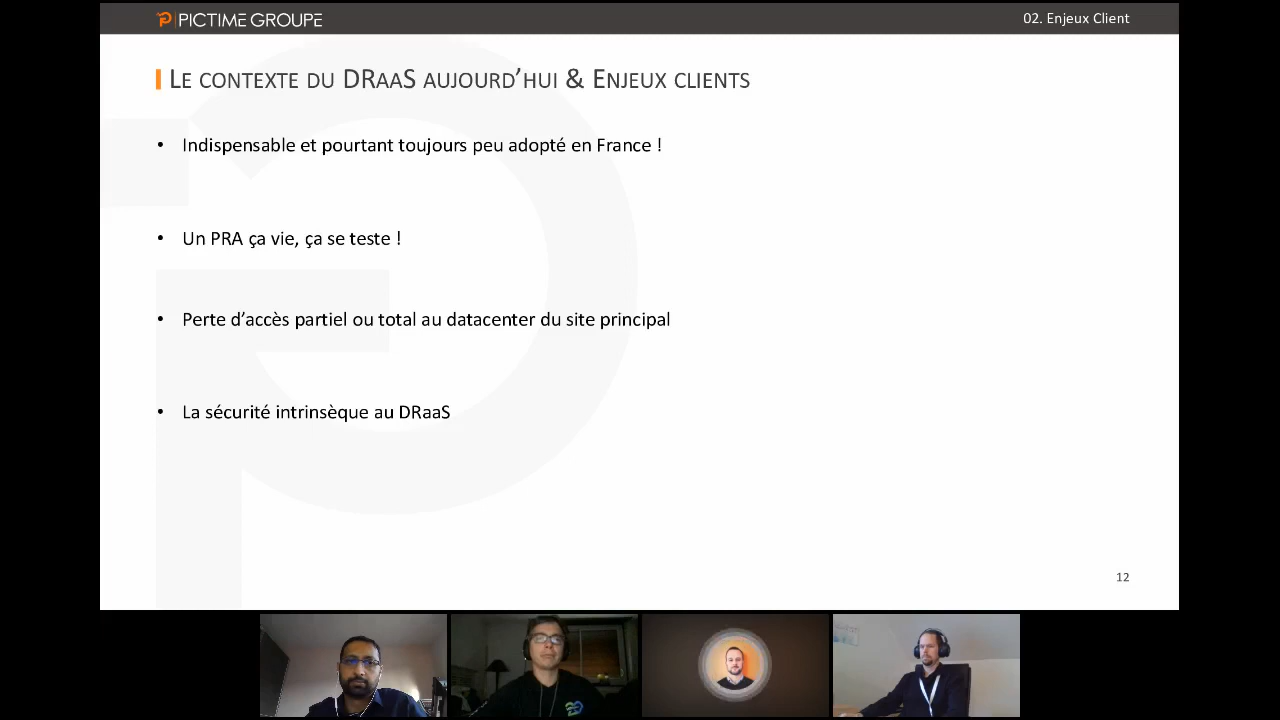 PICTIME GROUPE
02. Enjeux Client
Le contexte du DRaaS aujourd’hui & Enjeux clients
• Indispensable et pourtant toujours peu adopté en France !
• Un PRA ça vie, ça se teste !
• Perte d’accès partiel ou total au datacenter du site principal
• La sécurité intrinsèque au DRaaS
12